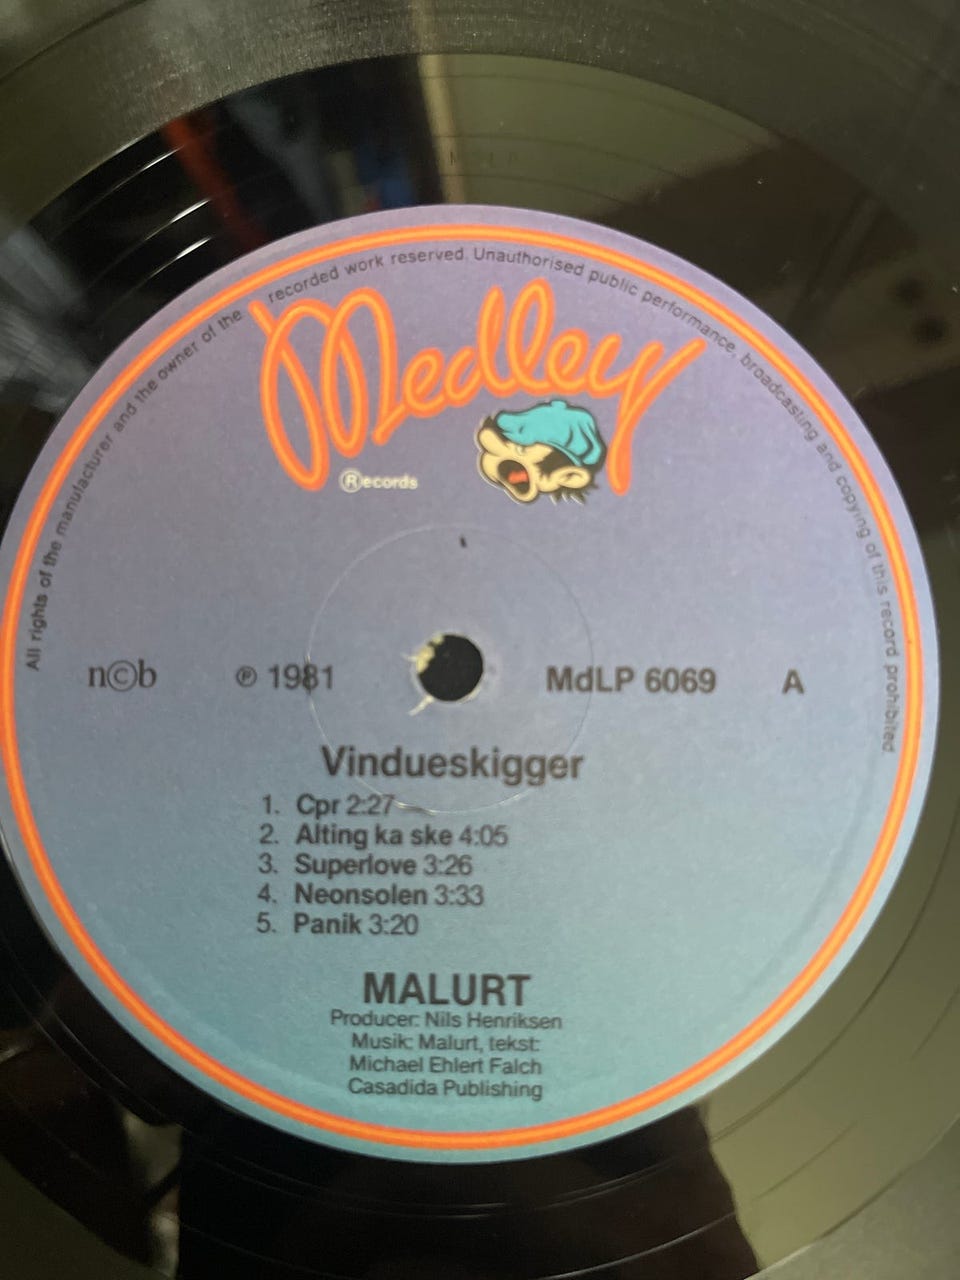 All rights of the manufacturer and the owner of the recorded work reserved. Unauthorised public performance, broadcasting and copying of this record prohibited.
Medley
®ecords
n©b ℗ 1981 MdLP 6069 A
Vindueskigger
1. Cpr 2:27
2. Alting ka ske 4:05
3. Superlove 3:26
4. Neonsolen 3:33
5. Panik 3:20
MALURT
Producer: Nils Henriksen
Musik: Malurt, tekst:
Michael Ehlert Falch
Casadida Publishing